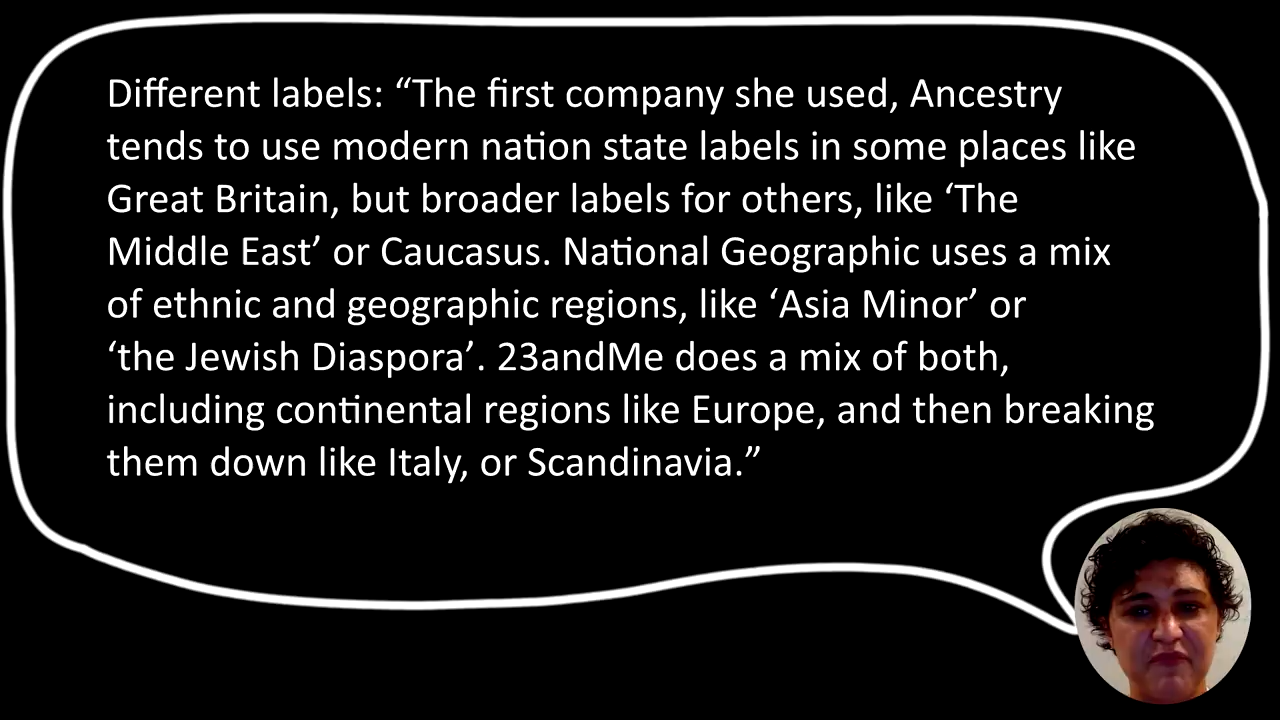 Different labels: “The first company she used, Ancestry
tends to use modern nation state labels in some places like
Great Britain, but broader labels for others, like ‘The
Middle East’ or Caucasus. National Geographic uses a mix
of ethnic and geographic regions, like ‘Asia Minor’ or
‘the Jewish Diaspora’. 23andMe does a mix of both,
including continental regions like Europe, and then breaking
them down like Italy, or Scandinavia.”